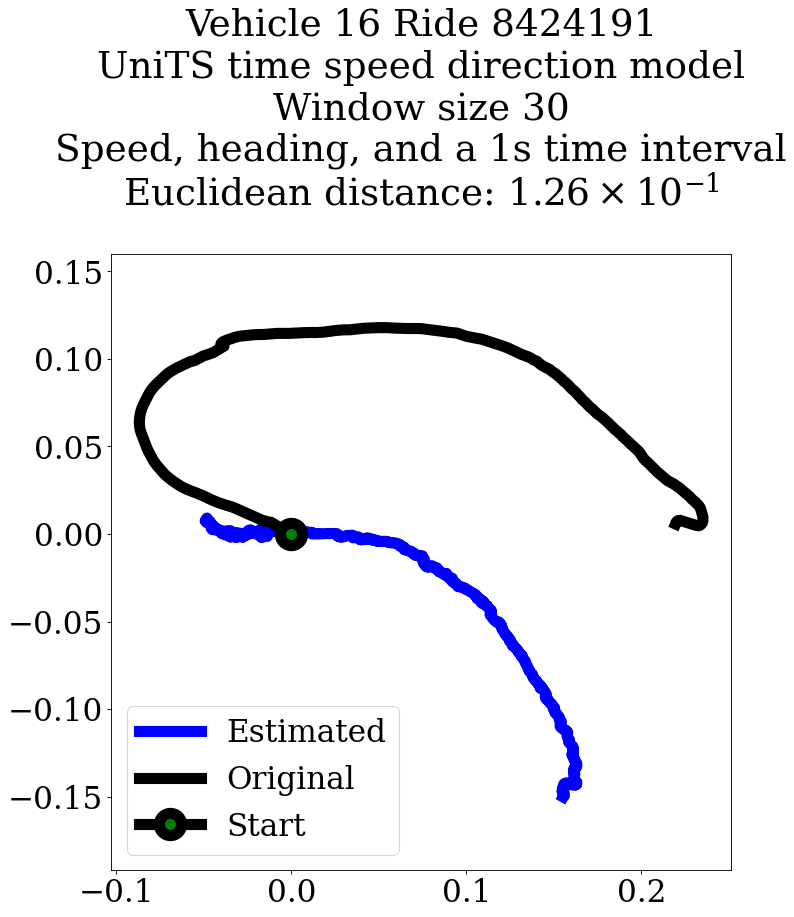 Vehicle 16 Ride 8424191
UniTS time speed direction model
Window size 30
Speed, heading, and a 1s time interval
Euclidean distance: 1.26 × 10⁻¹
0.15
0.10
0.05
0.00
−0.05
−0.10
−0.15
Estimated
Original
Start
−0.1
0.0
0.1
0.2